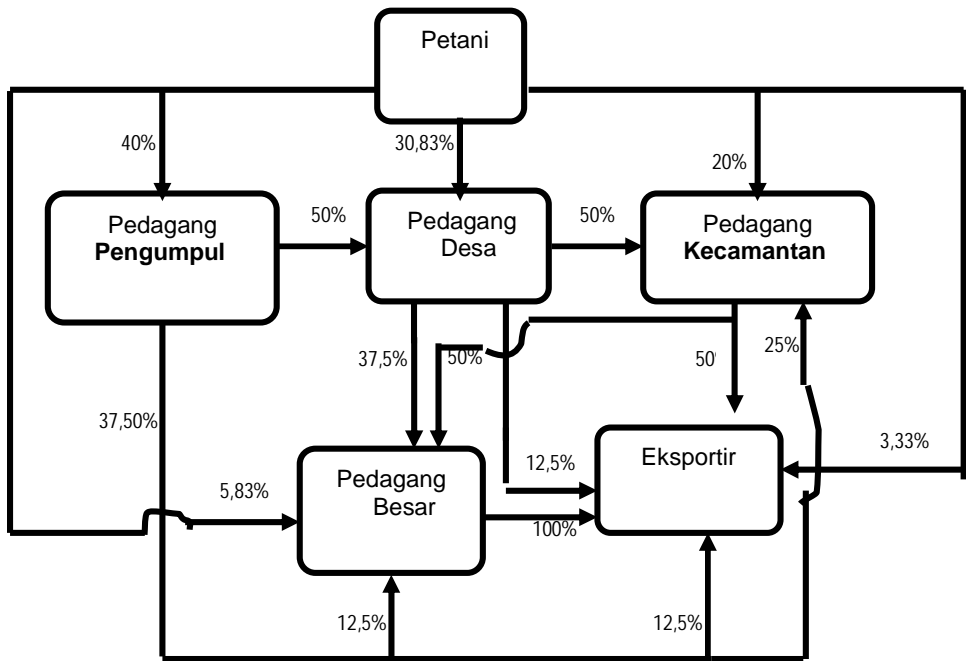 Petani
40%
30,83%
20%
Pedagang
Pengumpul
50%
Pedagang
Desa
50%
Pedagang
Kecamantan
37,5%
50%
50%
25%
37,50%
Pedagang
Besar
Eksportir
3,33%
5,83%
12,5%
100%
12,5%
12,5%